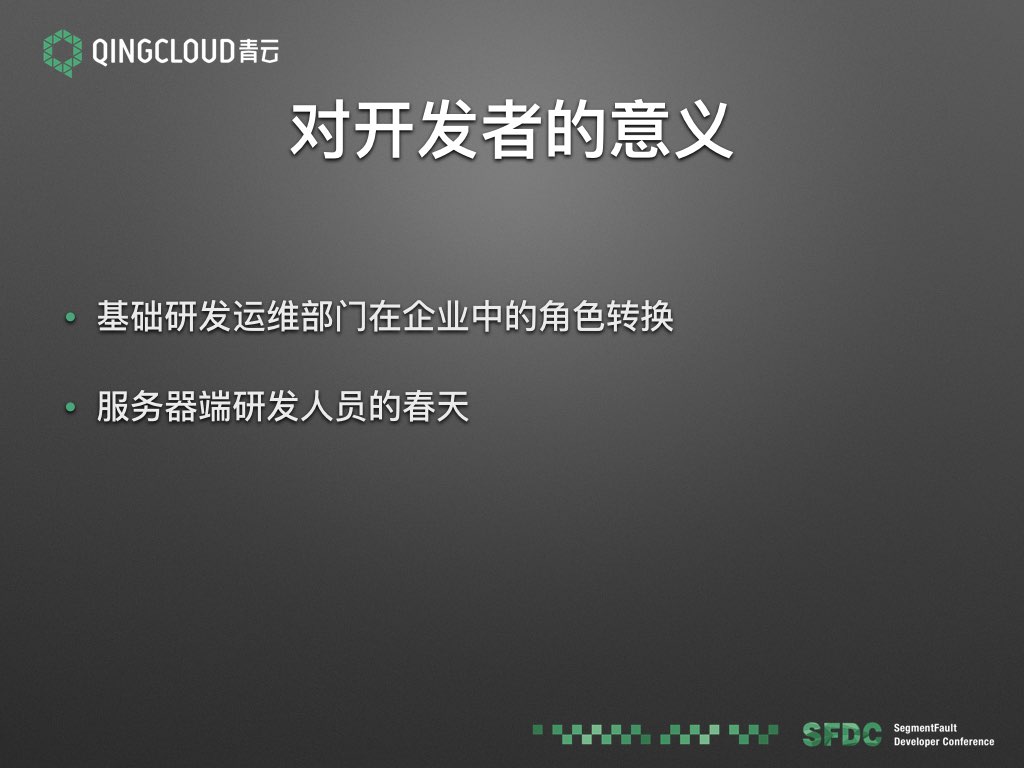 QINGCLOUD青云
对开发者的意义
• 基础研发运维部门在企业中的角色转换
• 服务器端研发人员的春天
SFDC
SegmentFault
Developer Conference